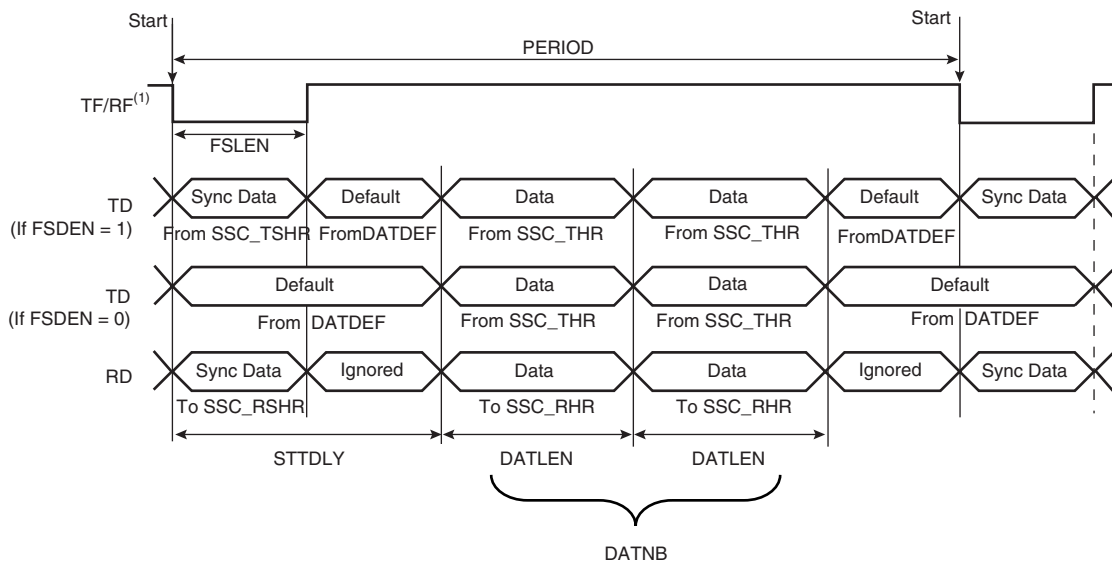 Start Start
PERIOD
TF/RF(1)
FSLEN
TD
(If FSDEN = 1)
Sync Data Default Data Data Default Sync Data
From SSC_TSHR FromDATDEF From SSC_THR From SSC_THR FromDATDEF
TD
(If FSDEN = 0)
Default Data Data Default
From DATDEF From SSC_THR From SSC_THR From DATDEF
RD
Sync Data Ignored Data Data Ignored Sync Data
To SSC_RSHR To SSC_RHR To SSC_RHR
STTDLY DATLEN DATLEN
DATNB